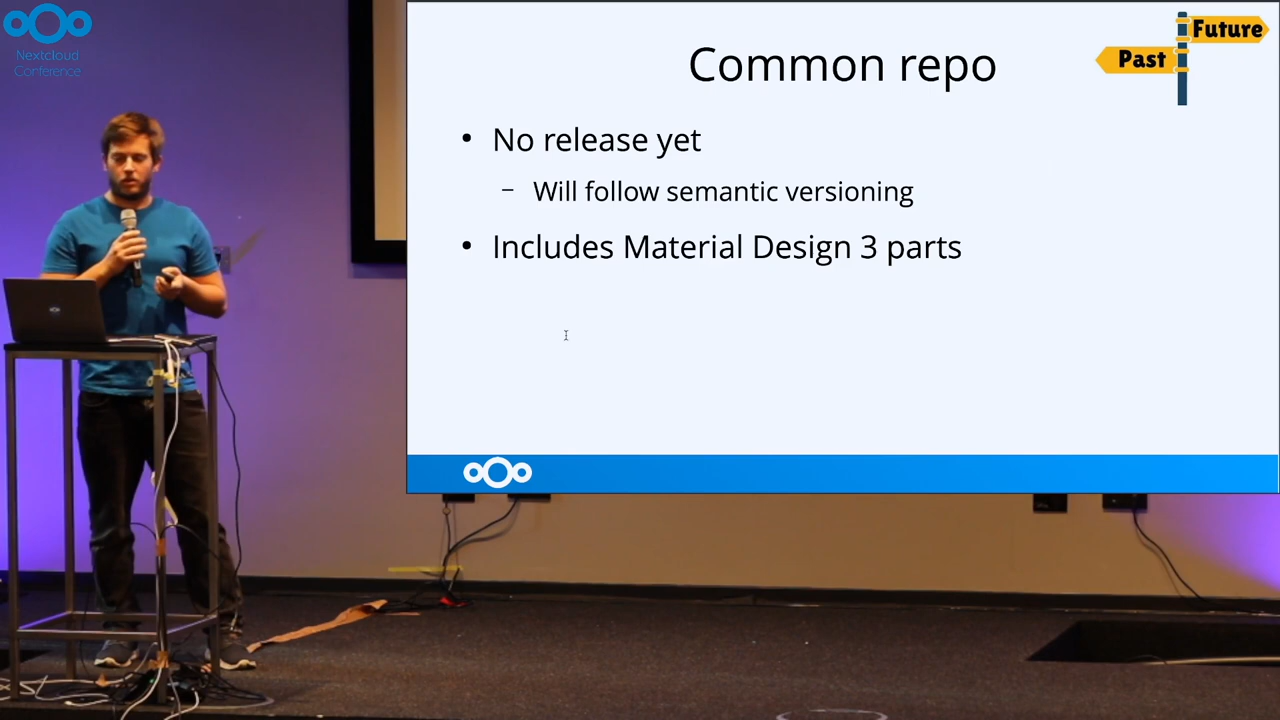 Nextcloud
Conference
Common repo
Past
Future
• No release yet
– Will follow semantic versioning
• Includes Material Design 3 parts